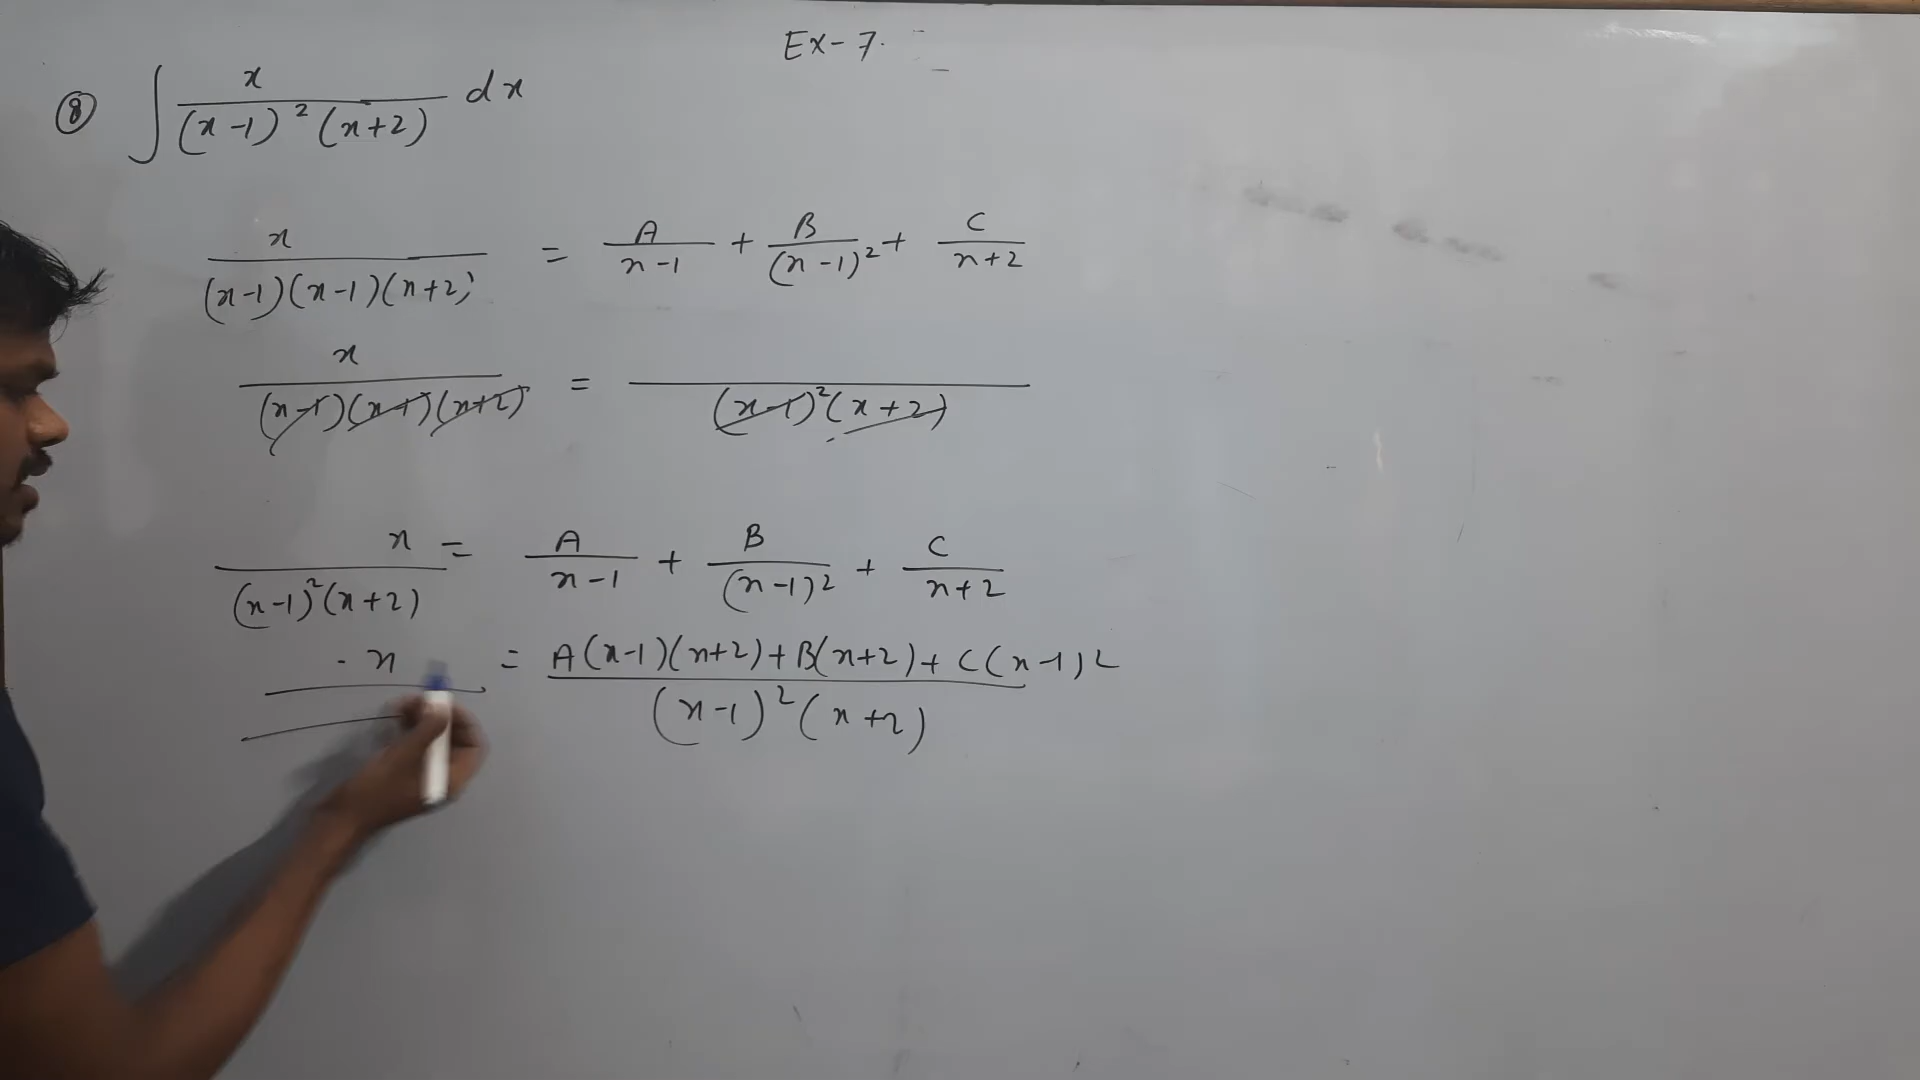 Ex-7.
⑧ ∫ x / (x-1)² (x+2) dx
x / (x-1)(x-1)(x+2) = A / x-1 + B / (x-1)² + C / x+2
x / (x-1)(x-1)(x+2) = / (x-1)²(x+2)
x / (x-1)²(x+2) = A / x-1 + B / (x-1)² + C / x+2
x = A(x-1)(x+2)+B(x+2)+C(x-1)² / (x-1)²(x+2)